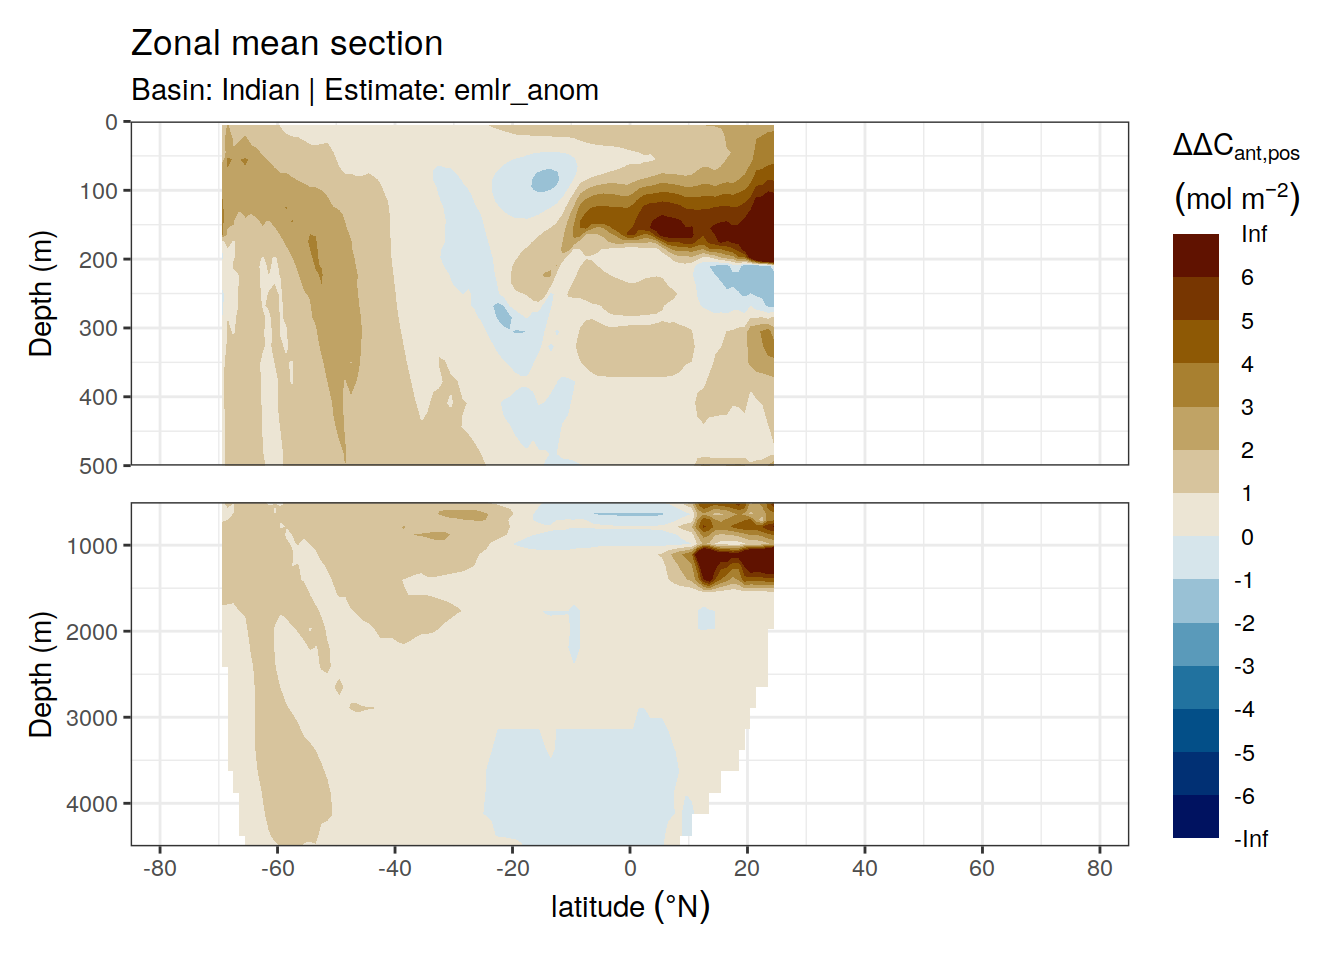 Zonal mean section
Basin: Indian | Estimate: emlr_anom
0
100
200
300
400
500
Depth (m)
1000
2000
3000
4000
Depth (m)
-80 -60 -40 -20 0 20 40 60 80
latitude (°N)
ΔΔC_ant,pos
(mol m⁻²)
Inf
6
5
4
3
2
1
0
-1
-2
-3
-4
-5
-6
-Inf